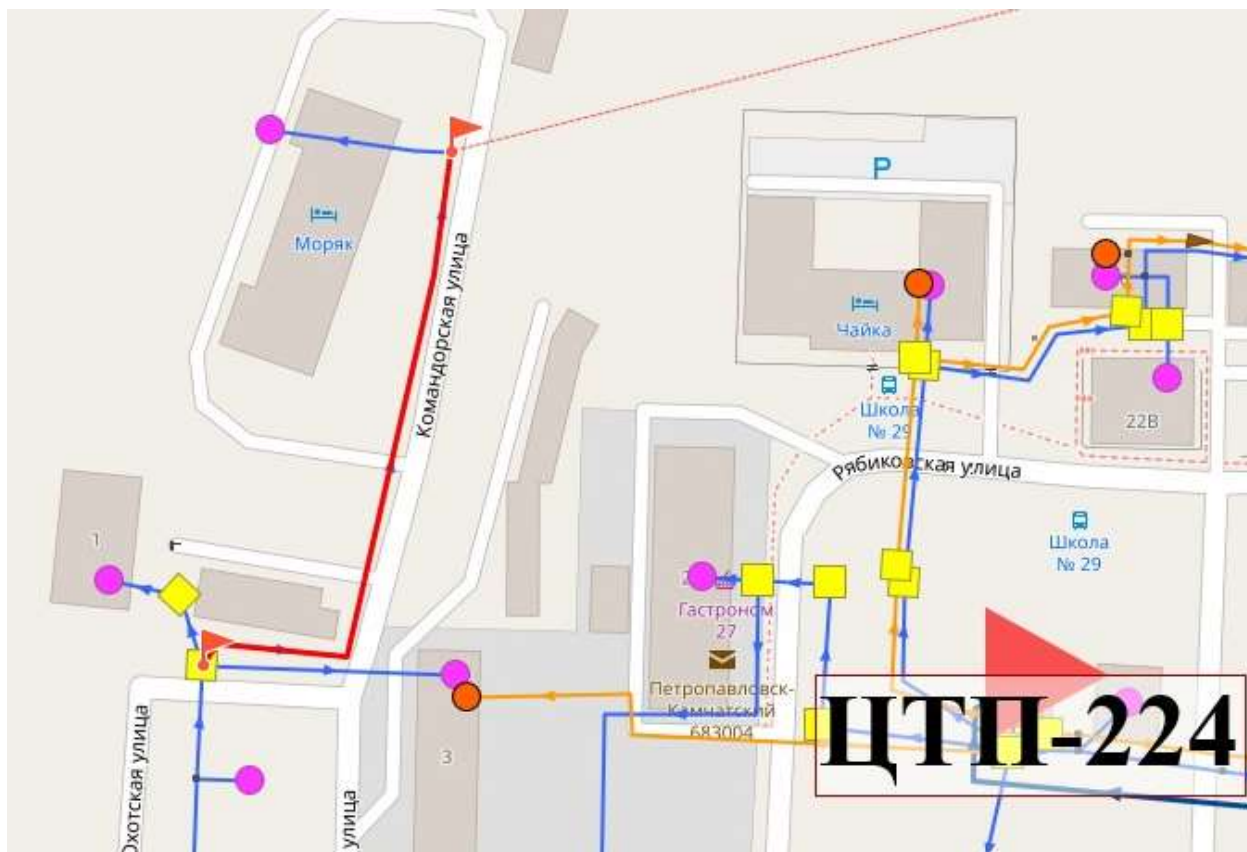 P
Моряк
Командорская улица
Чайка
Школа
№ 29
22В
Рябиковская улица
1
Школа
№ 29
Гастроном
27
Петропавловск-
Камчатский
683004
ЦТП-224
3
Охотская улица
улица